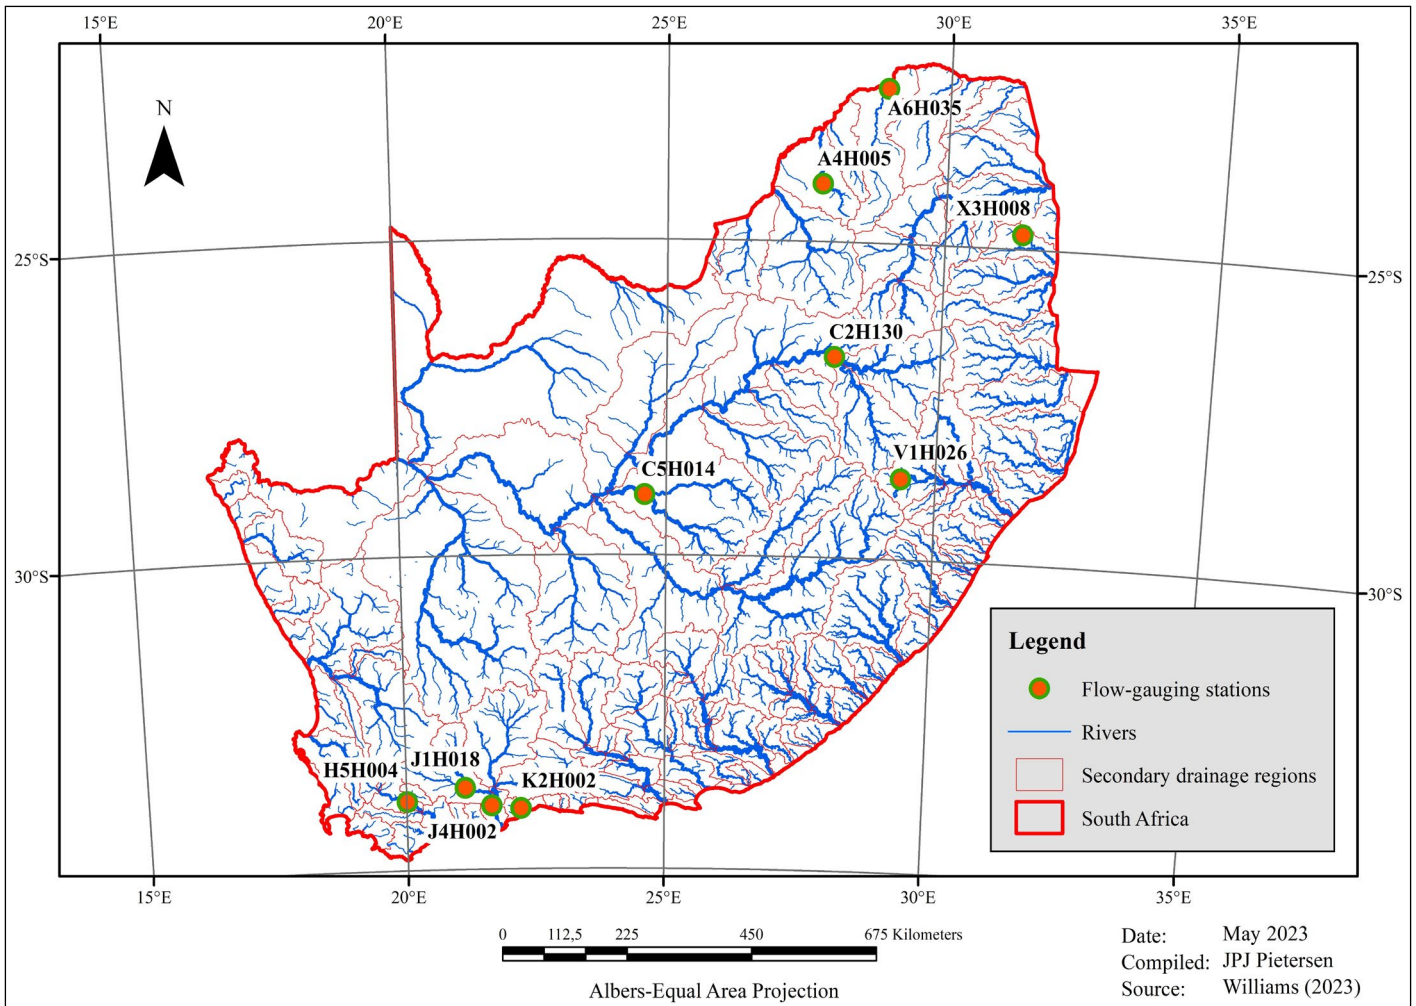 15°E 20°E 25°E 30°E 35°E
N
A6H035
A4H005
X3H008
25°S 25°S
C2H130
V1H026
C5H014
30°S 30°S
Legend
Flow-gauging stations
Rivers
Secondary drainage regions
South Africa
J1H018
H5H004
K2H002
J4H002
15°E 20°E 25°E 30°E 35°E
0 112,5 225 450 675 Kilometers
Albers-Equal Area Projection
Date: May 2023
Compiled: JPJ Pietersen
Source: Williams (2023)